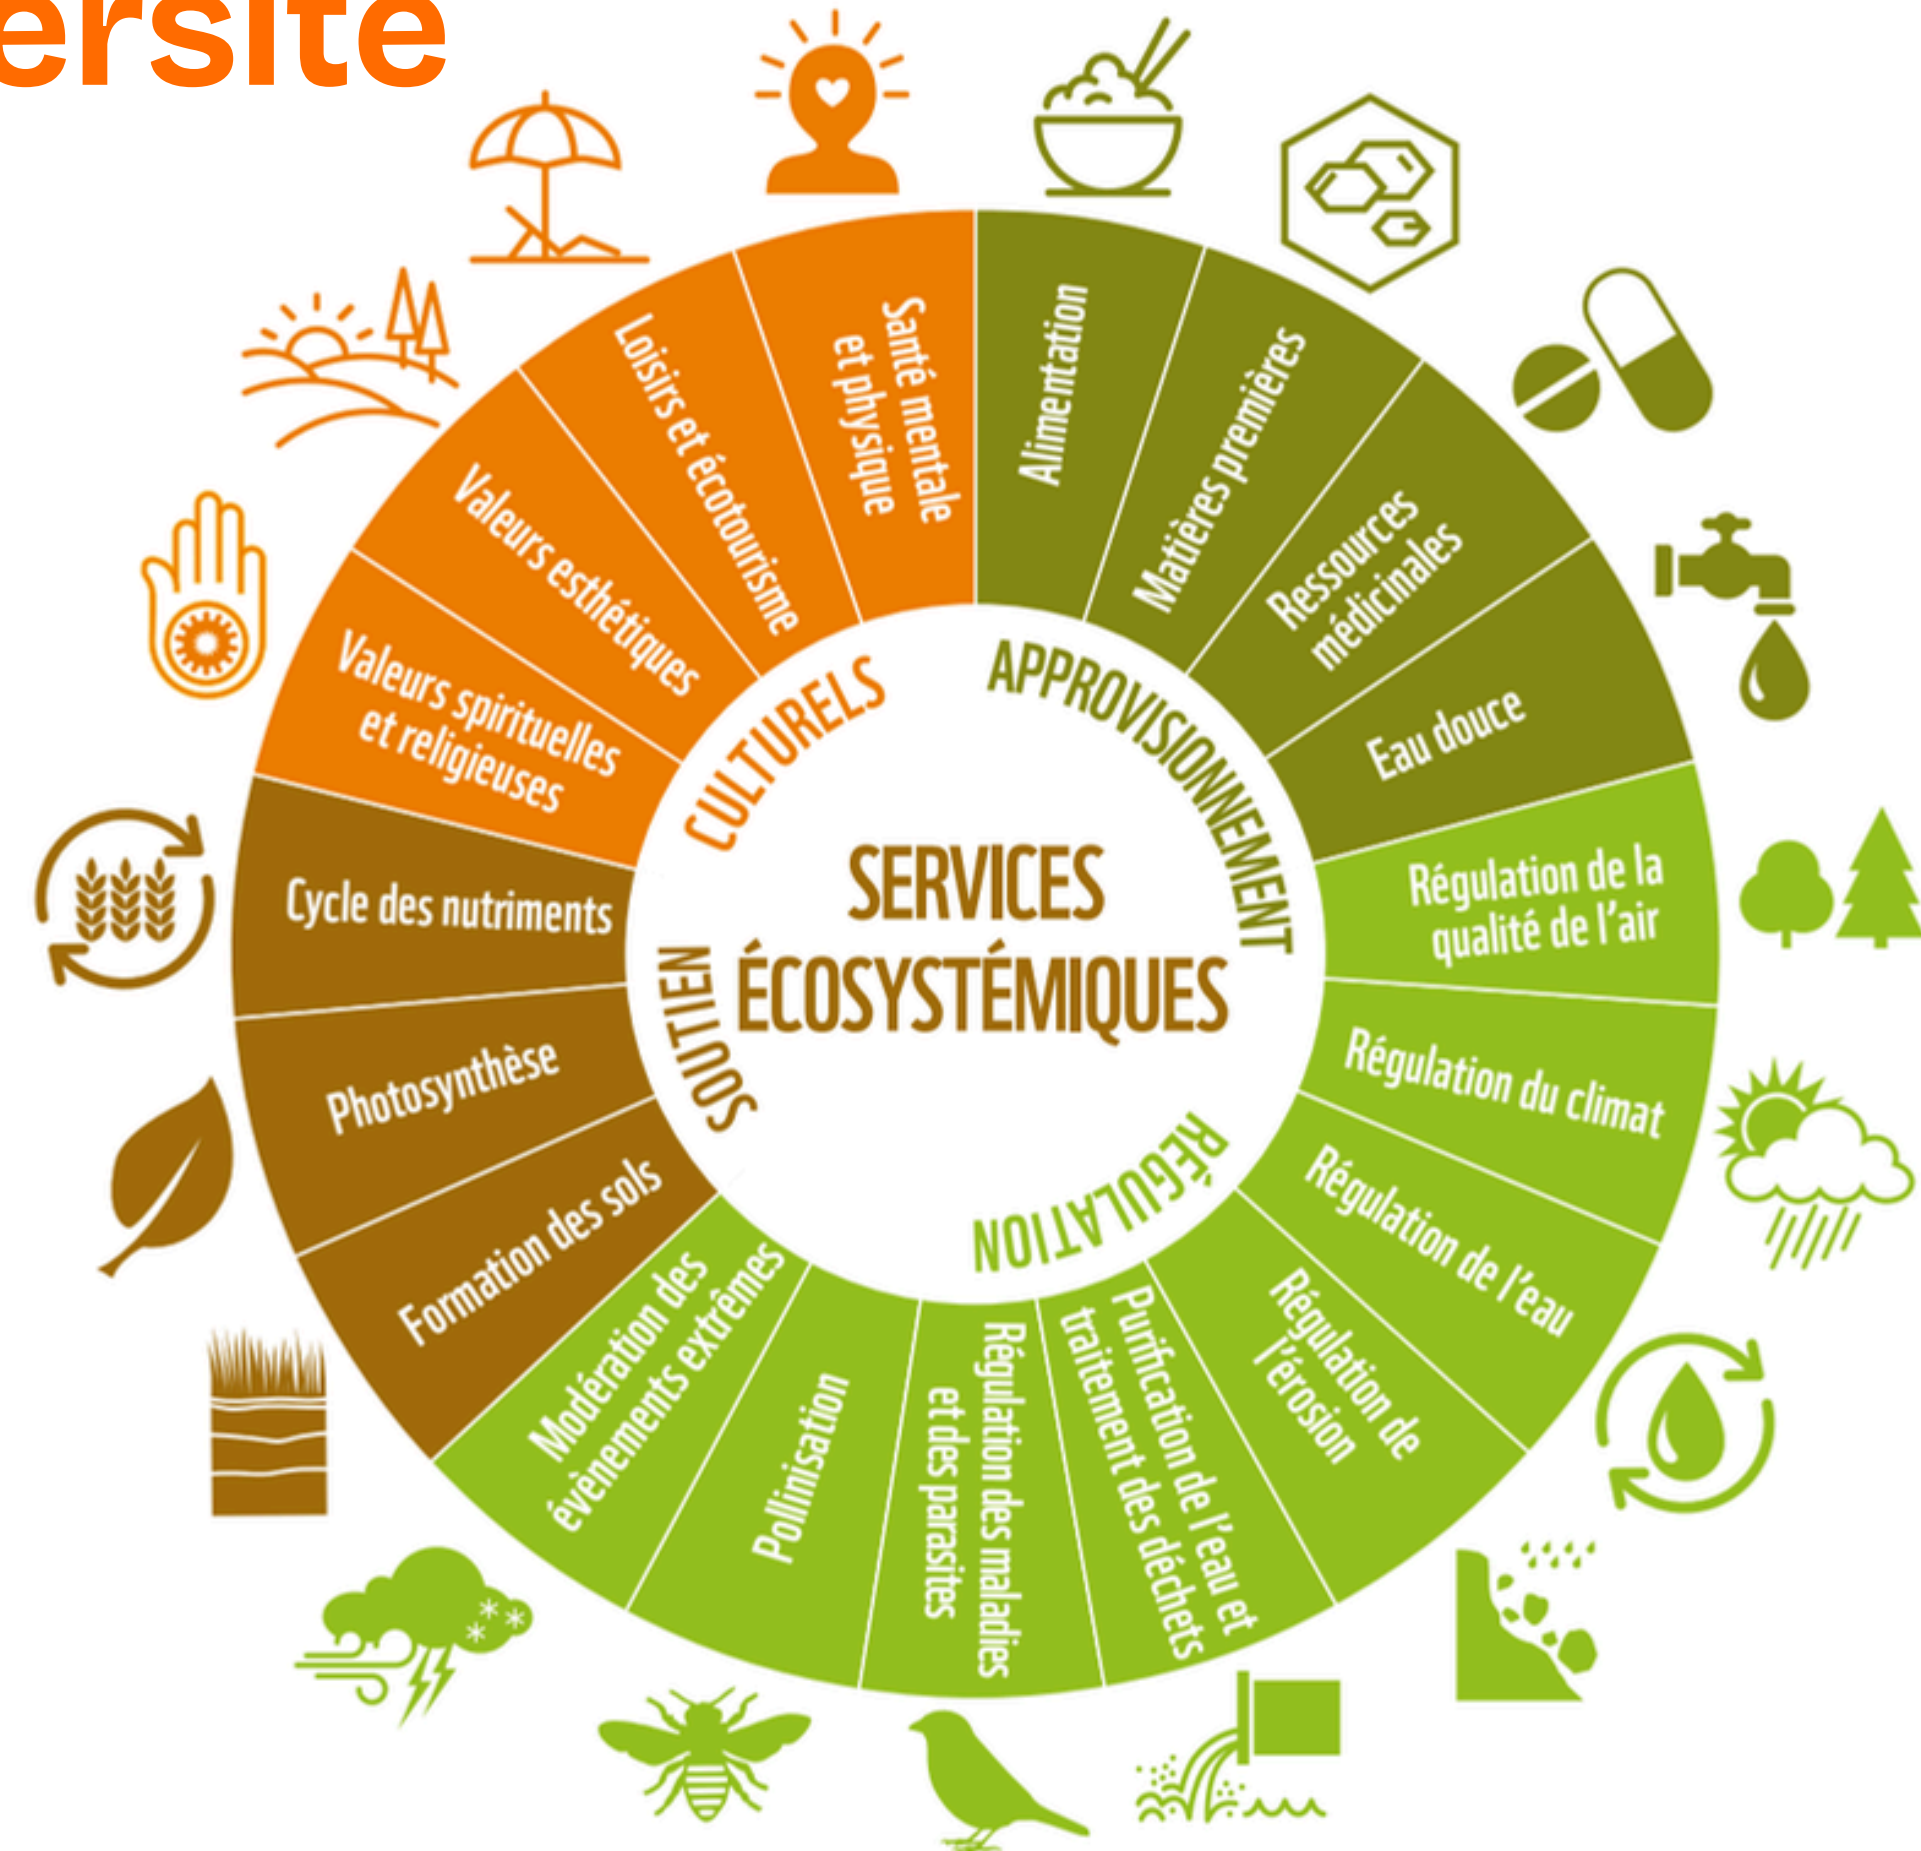 ersite
SERVICES
ÉCOSYSTÉMIQUES
APPROVISIONNEMENT
Alimentation
Matières premières
Ressources
médicinales
Eau douce
RÉGULATION
Régulation de la
qualité de l'air
Régulation du climat
Régulation de l'eau
Régulation de
l'érosion
Purification de l'eau et
traitement des déchets
Régulation des maladies
et des parasites
Pollinisation
Modération des
évènements extrêmes
SOUTIEN
Formation des sols
Photosynthèse
Cycle des nutriments
CULTURELS
Valeurs spirituelles
et religieuses
Valeurs esthétiques
Loisirs et écotourisme
Santé mentale
et physique